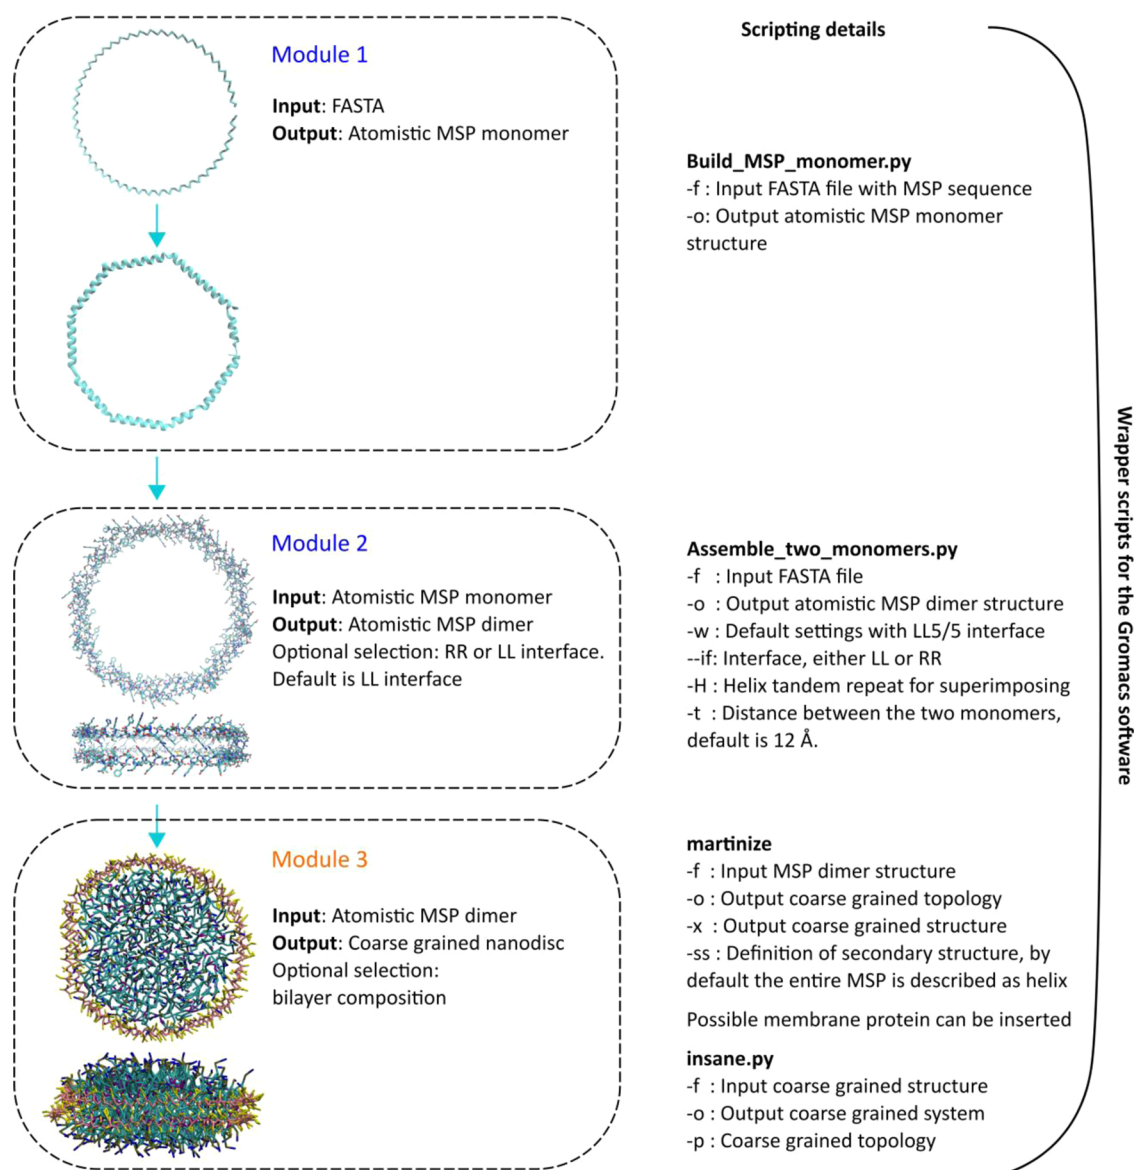 Module 1
Input: FASTA
Output: Atomistic MSP monomer
Scripting details
Build_MSP_monomer.py
-f : Input FASTA file with MSP sequence
-o: Output atomistic MSP monomer
structure
Module 2
Input: Atomistic MSP monomer
Output: Atomistic MSP dimer
Optional selection: RR or LL interface.
Default is LL interface
Assemble_two_monomers.py
-f : Input FASTA file
-o : Output atomistic MSP dimer structure
-w : Default settings with LL5/5 interface
--if: Interface, either LL or RR
-H : Helix tandem repeat for superimposing
-t : Distance between the two monomers,
default is 12 Å.
Module 3
Input: Atomistic MSP dimer
Output: Coarse grained nanodisc
Optional selection:
bilayer composition
martinize
-f : Input MSP dimer structure
-o : Output coarse grained topology
-x : Output coarse grained structure
-ss : Definition of secondary structure, by
default the entire MSP is described as helix
Possible membrane protein can be inserted
insane.py
-f : Input coarse grained structure
-o : Output coarse grained system
-p : Coarse grained topology
Wrapper scripts for the Gromacs software